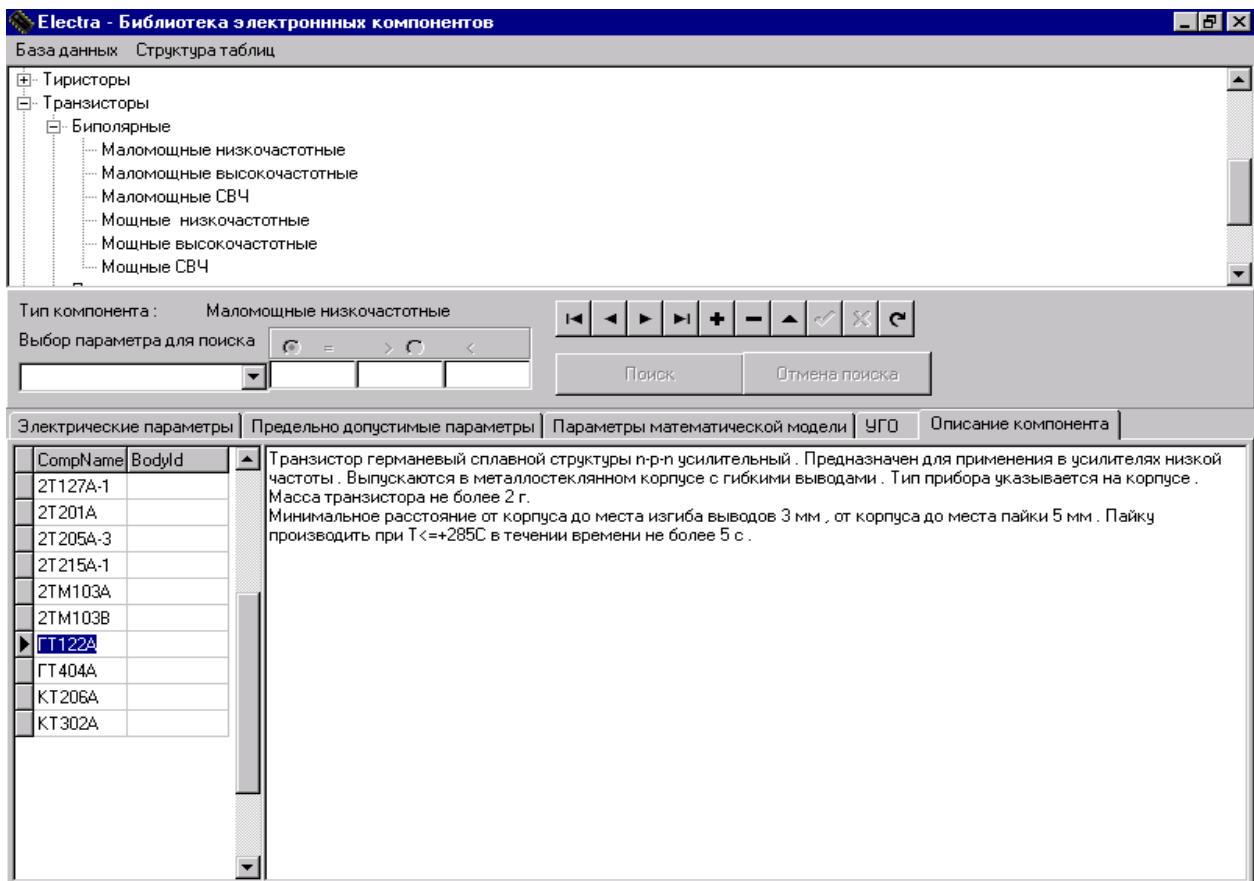 Electra - Библиотека электроннных компонентов
База данных Структура таблиц
Тиристоры
Транзисторы
Биполярные
Маломощные низкочастотные
Маломощные высокочастотные
Маломощные СВЧ
Мощные низкочастотные
Мощные высокочастотные
Мощные СВЧ
Тип компонента : Маломощные низкочастотные
Выбор параметра для поиска = > <
Поиск Отмена поиска
Электрические параметры Предельно допустимые параметры Параметры математической модели УГО Описание компонента
CompName BodyId
2Т127А-1
2Т201А
2Т205А-3
2Т215А-1
2ТМ103А
2ТМ103В
ГТ122А
ГТ404А
КТ206А
КТ302А
Транзистор германевый сплавной структуры n-p-n усилительный . Предназначен для применения в усилителях низкой
частоты . Выпускаются в металлостеклянном корпусе с гибкими выводами . Тип прибора указывается на корпусе .
Масса транзистора не более 2 г.
Минимальное расстояние от корпуса до места изгиба выводов 3 мм , от корпуса до места пайки 5 мм . Пайку
производить при Т<=+285С в течении времени не более 5 с .